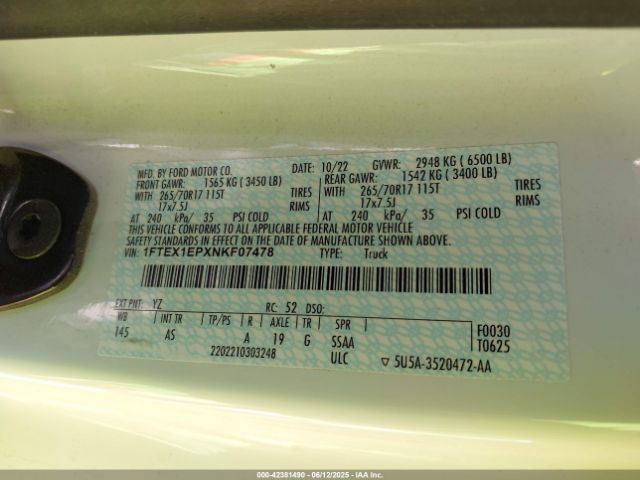 MFD. BY FORD MOTOR CO. DATE: 10/22 GVWR: 2948 KG ( 6500 LB)
FRONT GAWR: 1565 KG ( 3450 LB) REAR GAWR: 1542 KG ( 3400 LB)
WITH 265/70R17 115T TIRES WITH 265/70R17 115T TIRES
17x7.5J RIMS 17x7.5J RIMS
AT 240 kPa/ 35 PSI COLD AT 240 kPa/ 35 PSI COLD
THIS VEHICLE CONFORMS TO ALL APPLICABLE FEDERAL MOTOR VEHICLE
SAFETY STANDARDS IN EFFECT ON THE DATE OF MANUFACTURE SHOWN ABOVE.
VIN: 1FTEX1EPXNKF07478 TYPE: Truck
EXT PNT: YZ RC: 52 DSO:
WB INT TR TP/PS R AXLE TR SPR F0030
145 AS A 19 G SSAA T0625
2202210303248 ULC ▽ 5U5A-3520472-AA
000-42381490 - 06/12/2025 - IAA Inc.